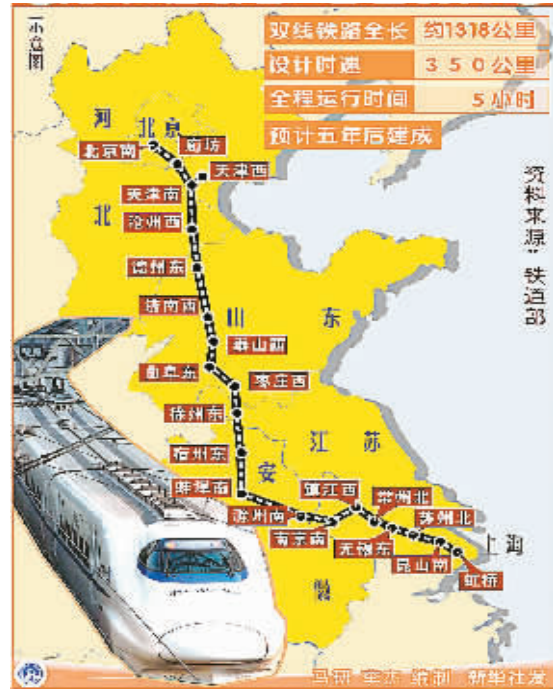 示意图
双线铁路全长 约1318公里
设计时速 350公里
全程运行时间 5小时
预计五年后建成
资料来源：铁道部
河
北
北京
北京南
廊坊
天津西
天津南
沧州西
德州东
济南西
山东
泰山西
曲阜东
枣庄西
徐州东
宿州东
江苏
安
蚌埠南
镇江西
常州北
苏州北
滁州南
南京南
无锡东
昆山南
虹桥
上海
徽
编制 新华社发